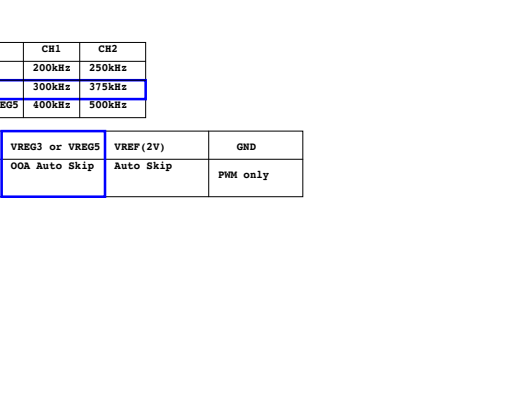 CH1 CH2
200kHz 250kHz
300kHz 375kHz
EG5 400kHz 500kHz
VREG3 or VREG5 VREF(2V) GND
OOA Auto Skip Auto Skip PWM only